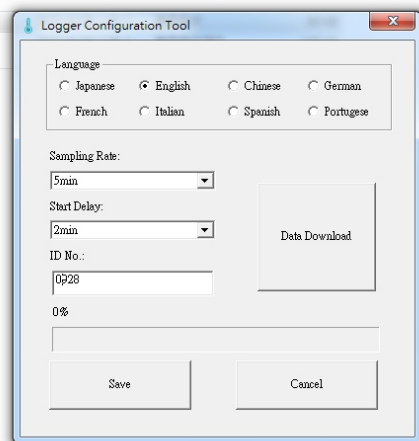 Logger Configuration Tool
Language
Japanese English Chinese German
French Italian Spanish Portugese
Sampling Rate:
5min
Start Delay:
2min
Data Download
ID No.:
0%
Save Cancel